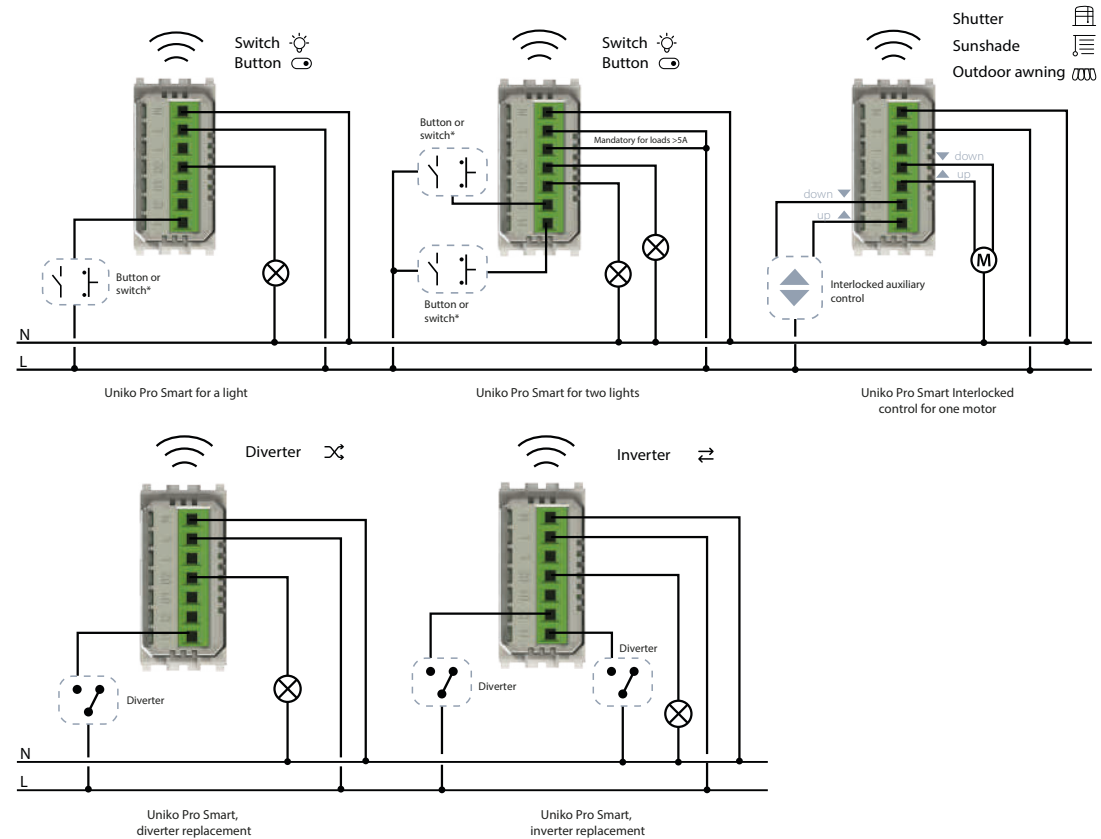 Switch
Button
Button or
switch*
N
L
Uniko Pro Smart for a light
Switch
Button
Button or
switch*
Mandatory for loads >5A
Button or
switch*
Uniko Pro Smart for two lights
Shutter
Sunshade
Outdoor awning
down
up
down
up
M
Interlocked auxiliary
control
Uniko Pro Smart Interlocked
control for one motor
Diverter
Diverter
N
L
Uniko Pro Smart,
diverter replacement
Inverter
Diverter
Diverter
Uniko Pro Smart,
inverter replacement